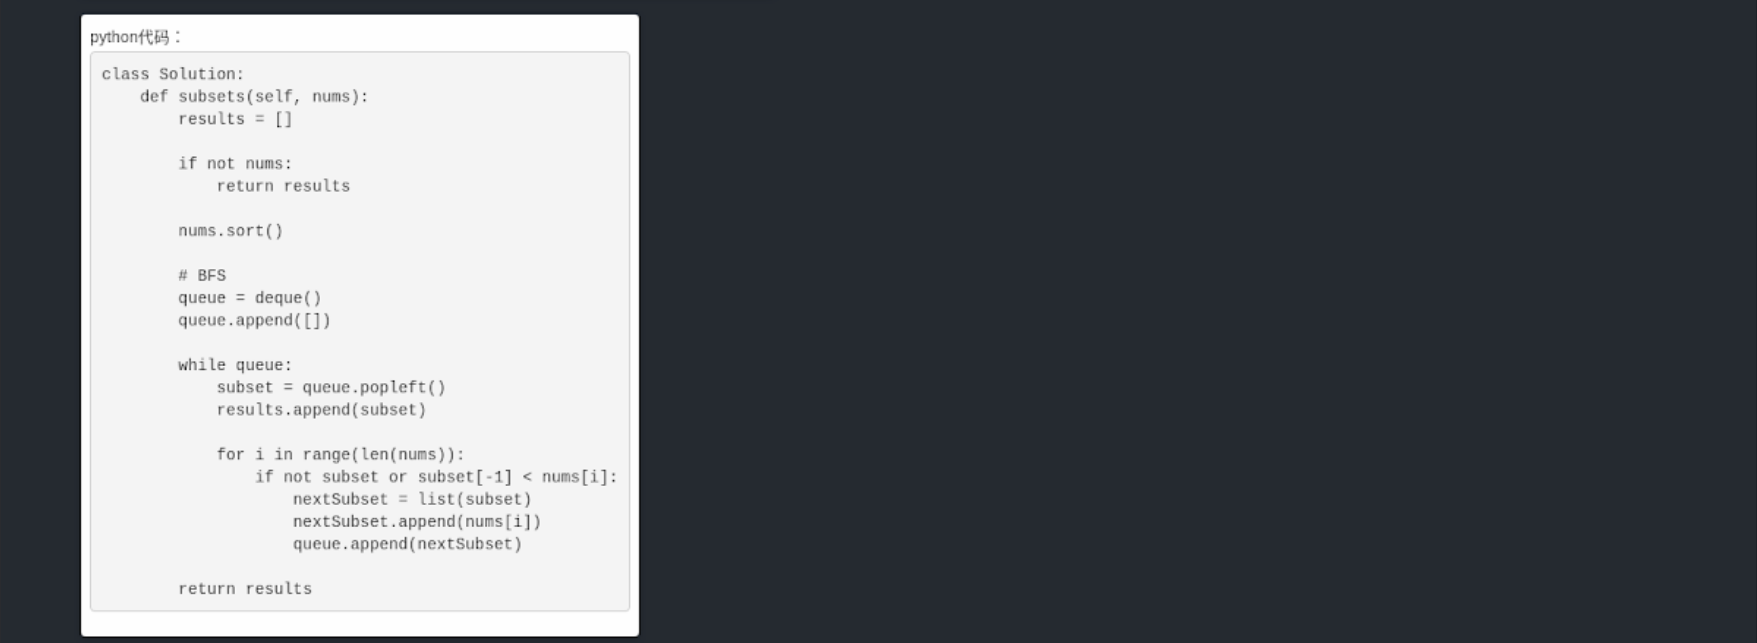 python代码：
class Solution:
    def subsets(self, nums):
        results = []
        if not nums:
            return results
        nums.sort()
        # BFS
        queue = deque()
        queue.append([])
        while queue:
            subset = queue.popleft()
            results.append(subset)
            for i in range(len(nums)):
                if not subset or subset[-1] < nums[i]:
                    nextSubset = list(subset)
                    nextSubset.append(nums[i])
                    queue.append(nextSubset)
        return results